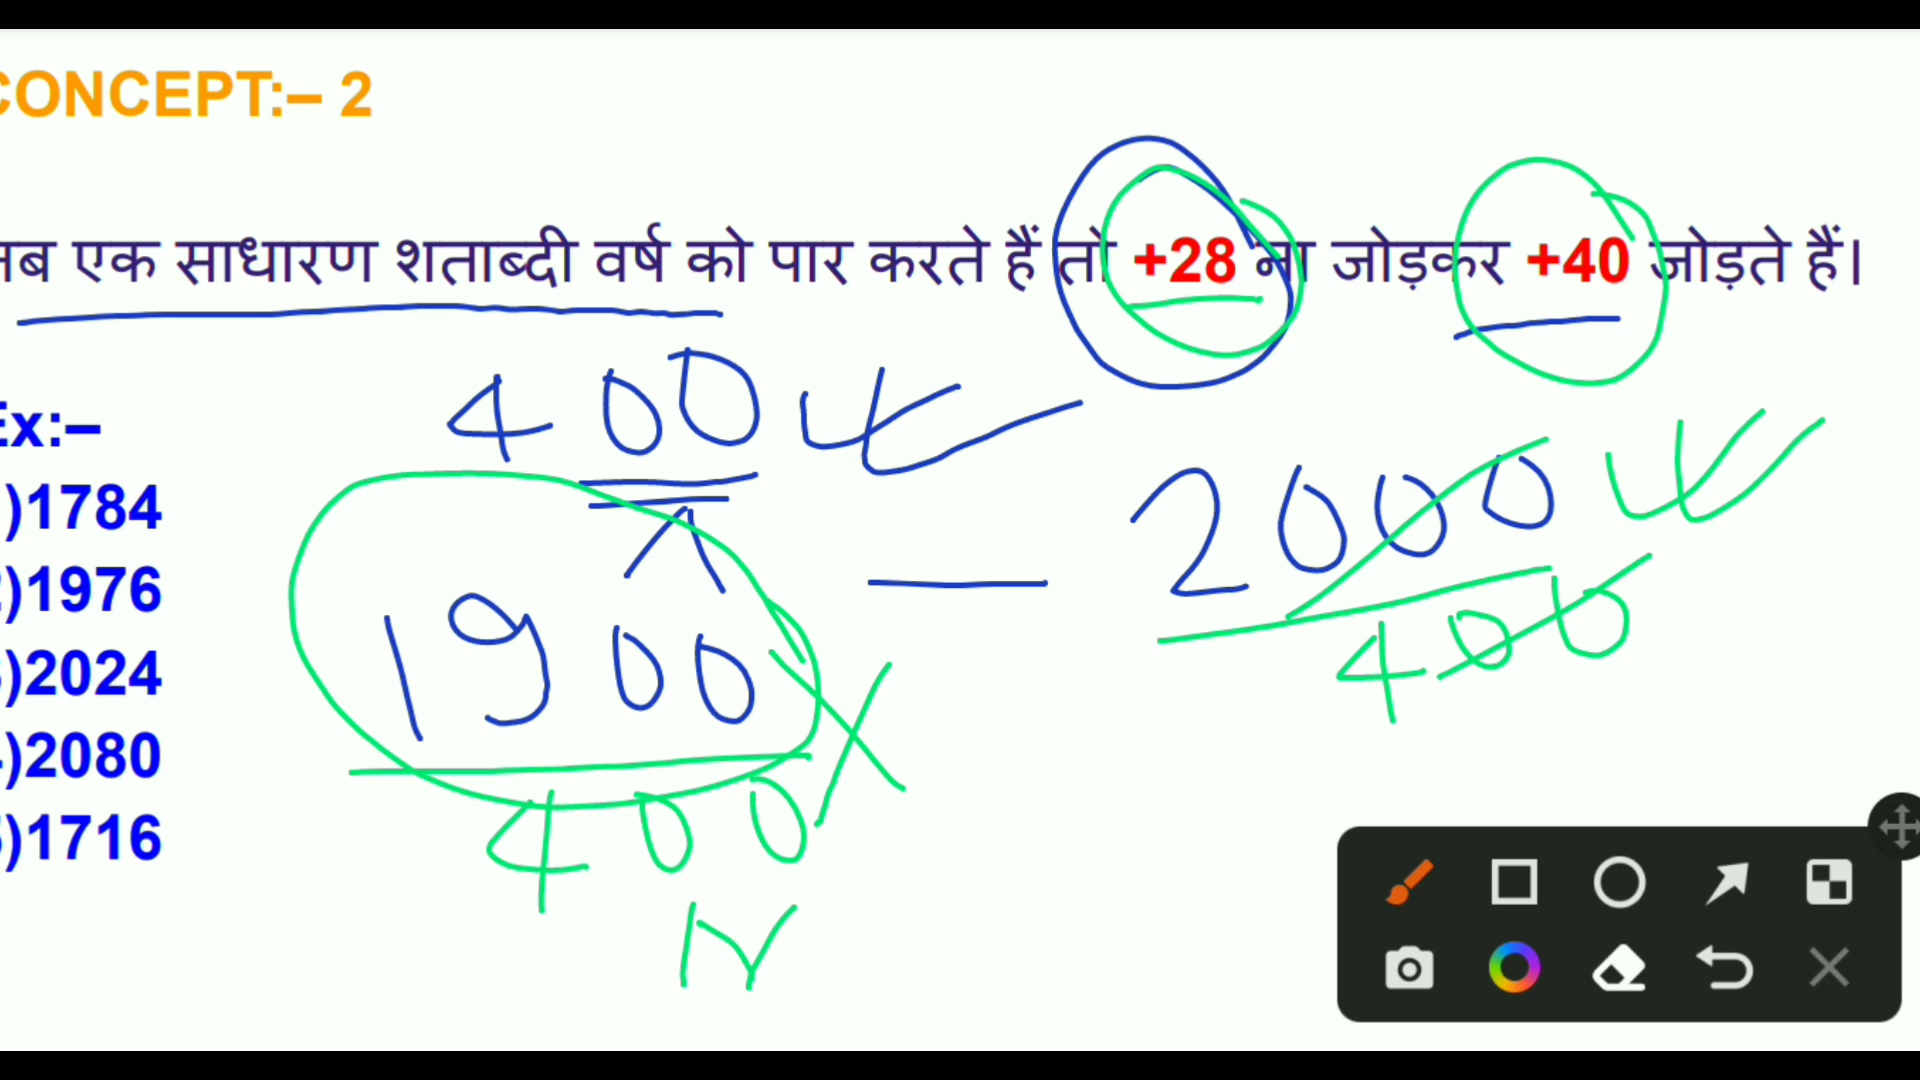 CONCEPT:– 2
जब एक साधारण शताब्दी वर्ष को पार करते हैं तो +28 ना जोड़कर +40 जोड़ते हैं।
Ex:–
400
)1784
2000
)1976
400
1900
)2024
)2080
400
)1716
N